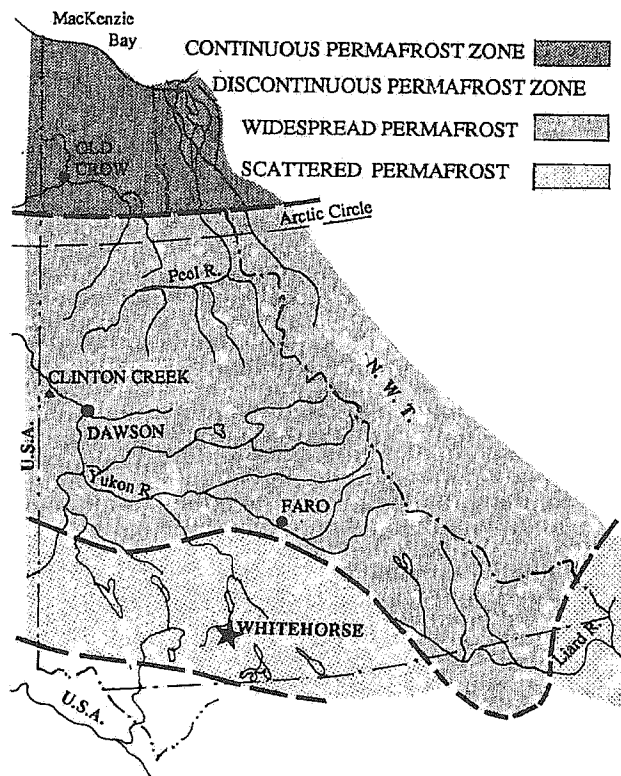 MacKenzie
Bay
CONTINUOUS PERMAFROST ZONE
DISCONTINUOUS PERMAFROST ZONE
WIDESPREAD PERMAFROST
SCATTERED PERMAFROST
OLD
CROW
Arctic Circle
Peel R.
N. W. T.
CLINTON CREEK
DAWSON
U.S.A.
Yukon R.
FARO
WHITEHORSE
Liard R.
U.S.A.